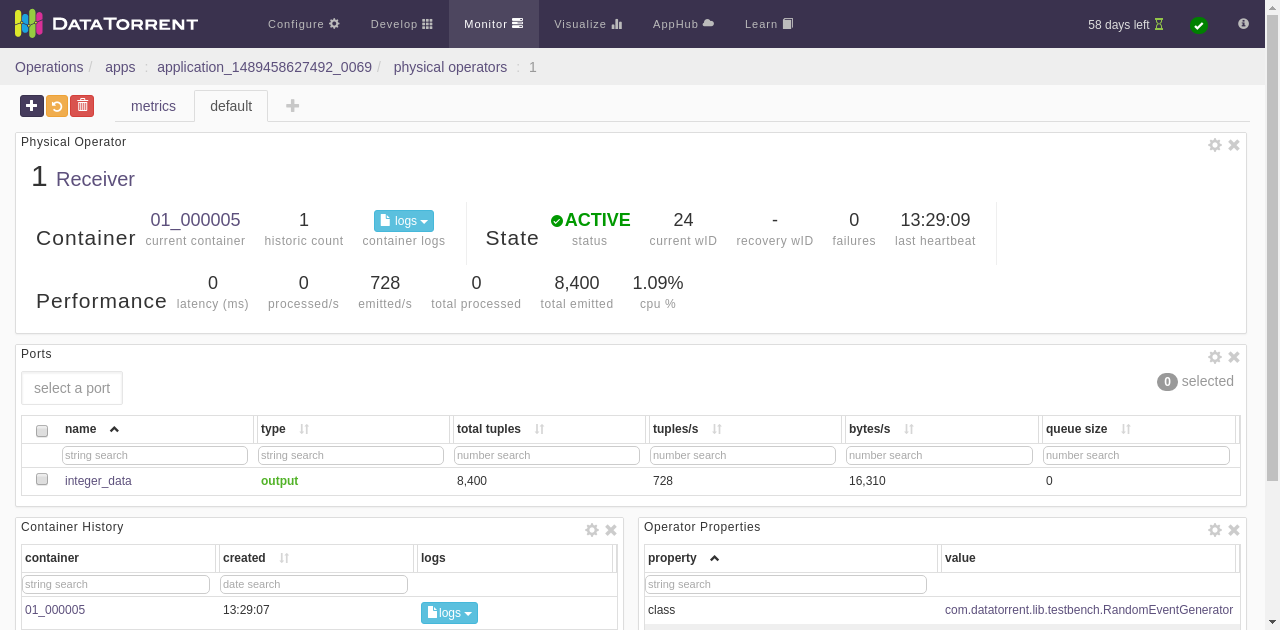 DATATORRENT Configure Develop Monitor Visualize AppHub Learn 58 days left
Operations / apps : application_1489458627492_0069 / physical operators : 1
metrics default
Physical Operator
1 Receiver
Container 01_000005 current container 1 historic count logs container logs State ACTIVE status 24 current wID - recovery wID 0 failures 13:29:09 last heartbeat
Performance 0 latency (ms) 0 processed/s 728 emitted/s 0 total processed 8,400 total emitted 1.09% cpu %
Ports
select a port 0 selected
name type total tuples tuples/s bytes/s queue size
string search string search number search number search number search number search
integer_data output 8,400 728 16,310 0
Container History
container created logs
string search date search
01_000005 13:29:07 logs
Operator Properties
property value
string search
class com.datatorrent.lib.testbench.RandomEventGenerator